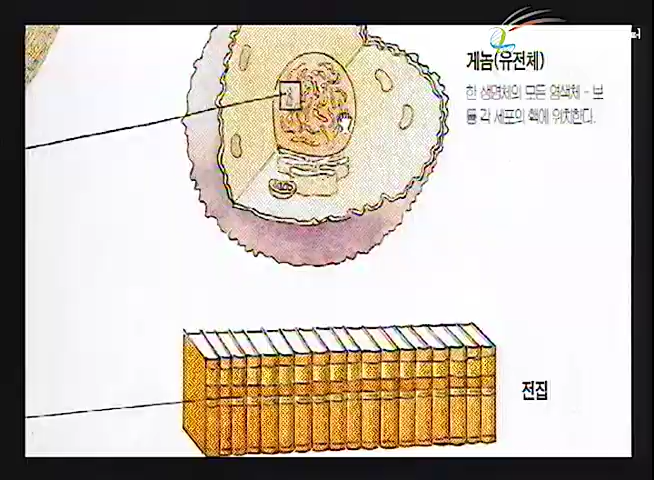 게놈(유전체)
한 생명체의 모든 염색체 - 보
통 각 세포의 핵에 위치한다.
전집